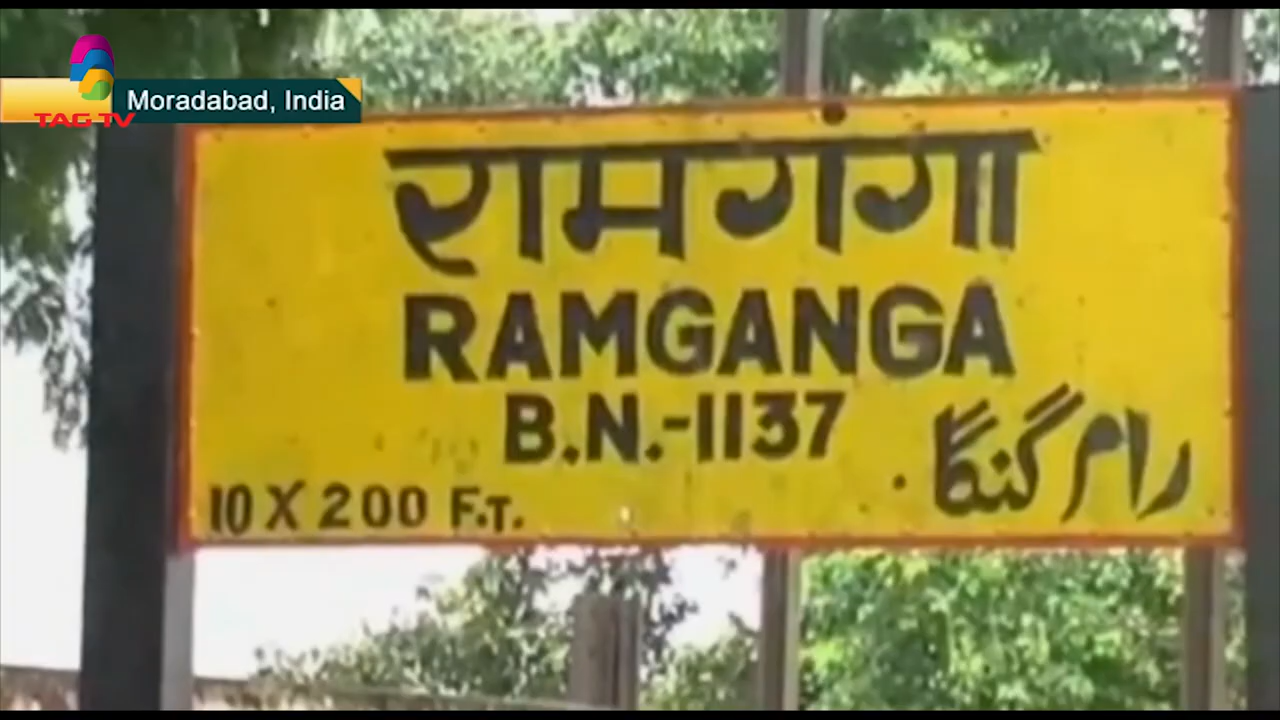 Moradabad, India
TAG TV
रामगंगा
RAMGANGA
B.N.-1137
رام گنگا
10 X 200 F.T.